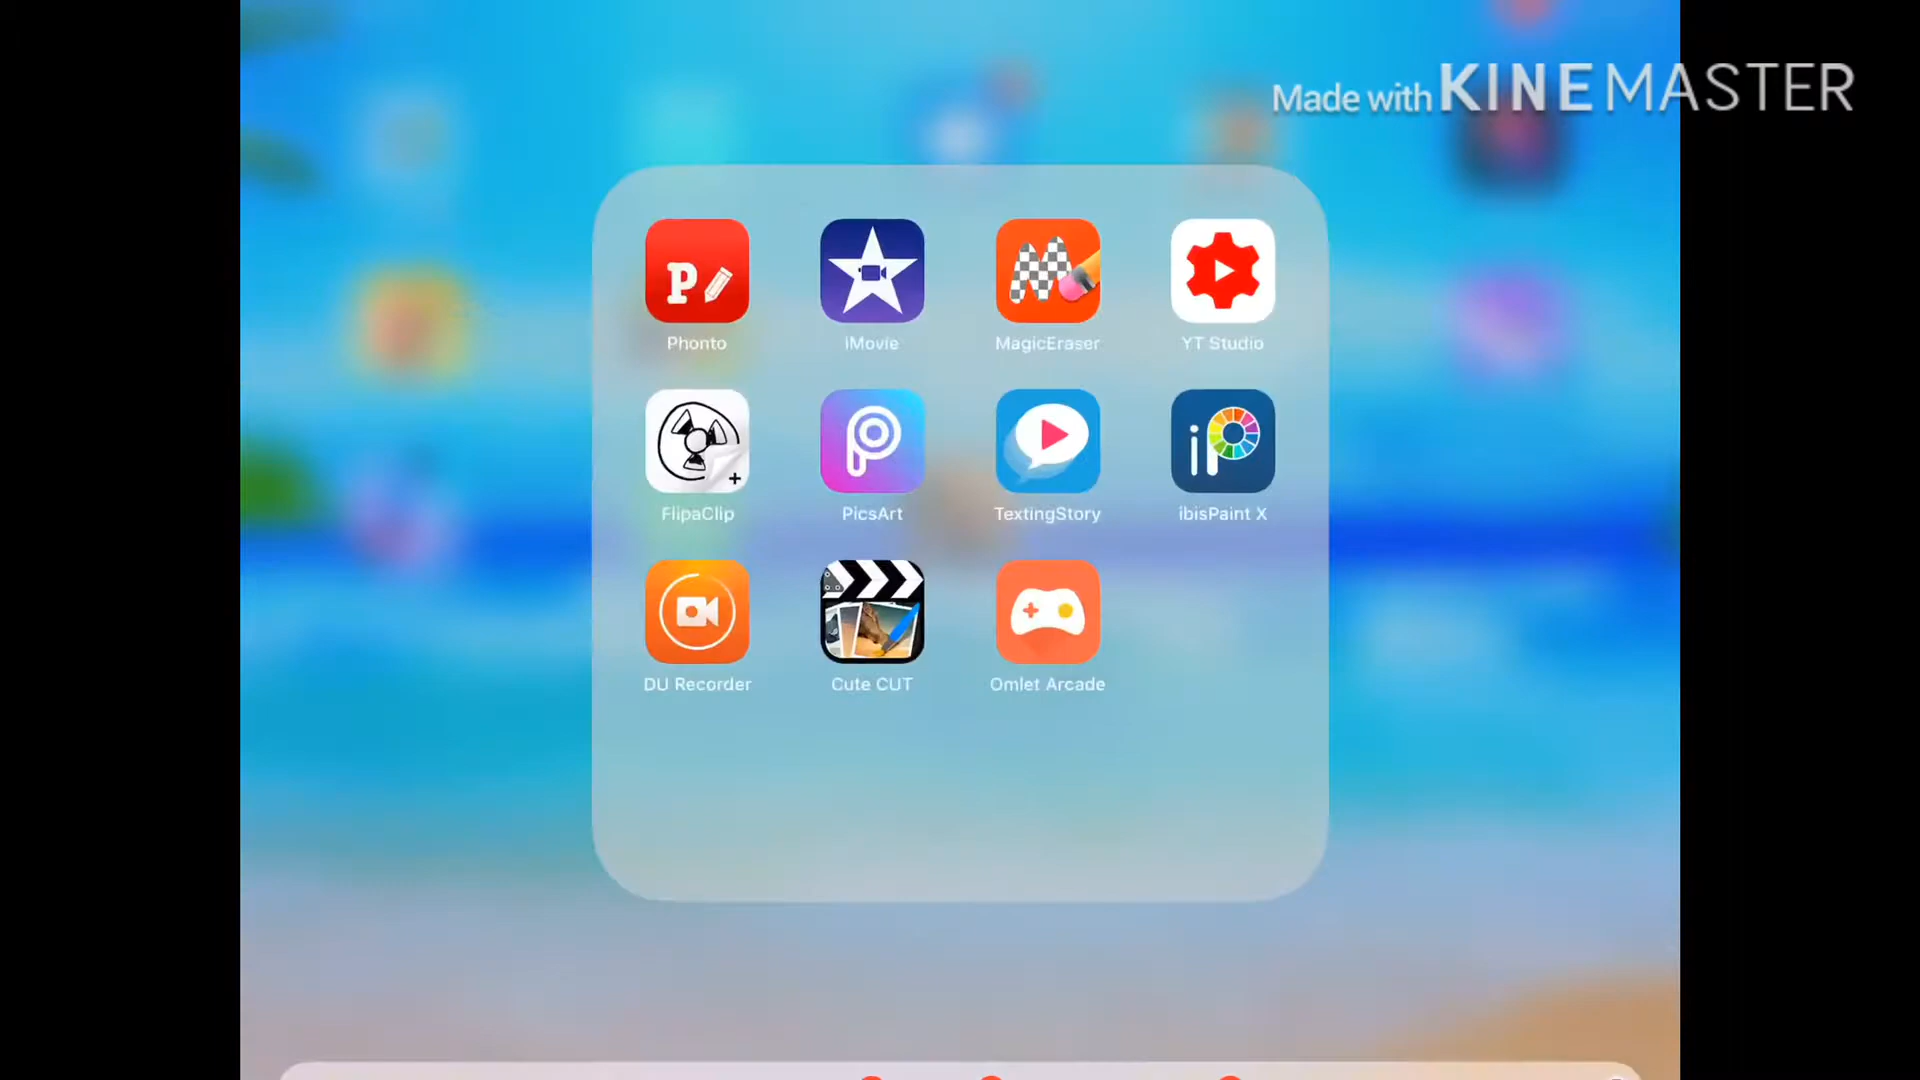 Made with KINEMASTER
Phonto
iMovie
MagicEraser
YT Studio
FlipaClip
PicsArt
TextingStory
ibisPaint X
DU Recorder
Cute CUT
Omlet Arcade